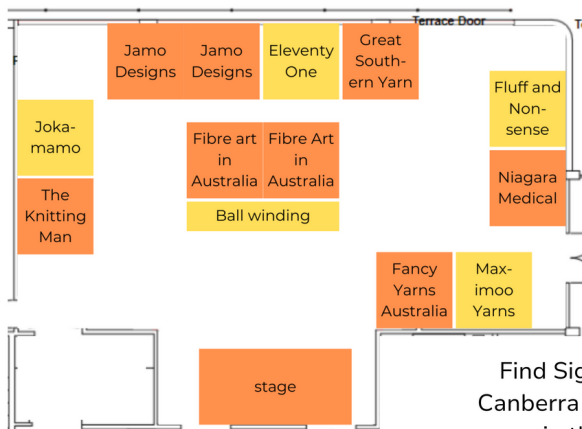 Terrace Door
Jamo
Designs
Jamo
Designs
Eleventy
One
Great
South-
ern Yarn
Fluff and
Non-
sense
Joka-
mamo
Fibre art
in
Australia
Fibre Art
in
Australia
Niagara
Medical
The
Knitting
Man
Ball winding
Fancy
Yarns
Australia
Max-
imoo
Yarns
stage
Find Sig
Canberra